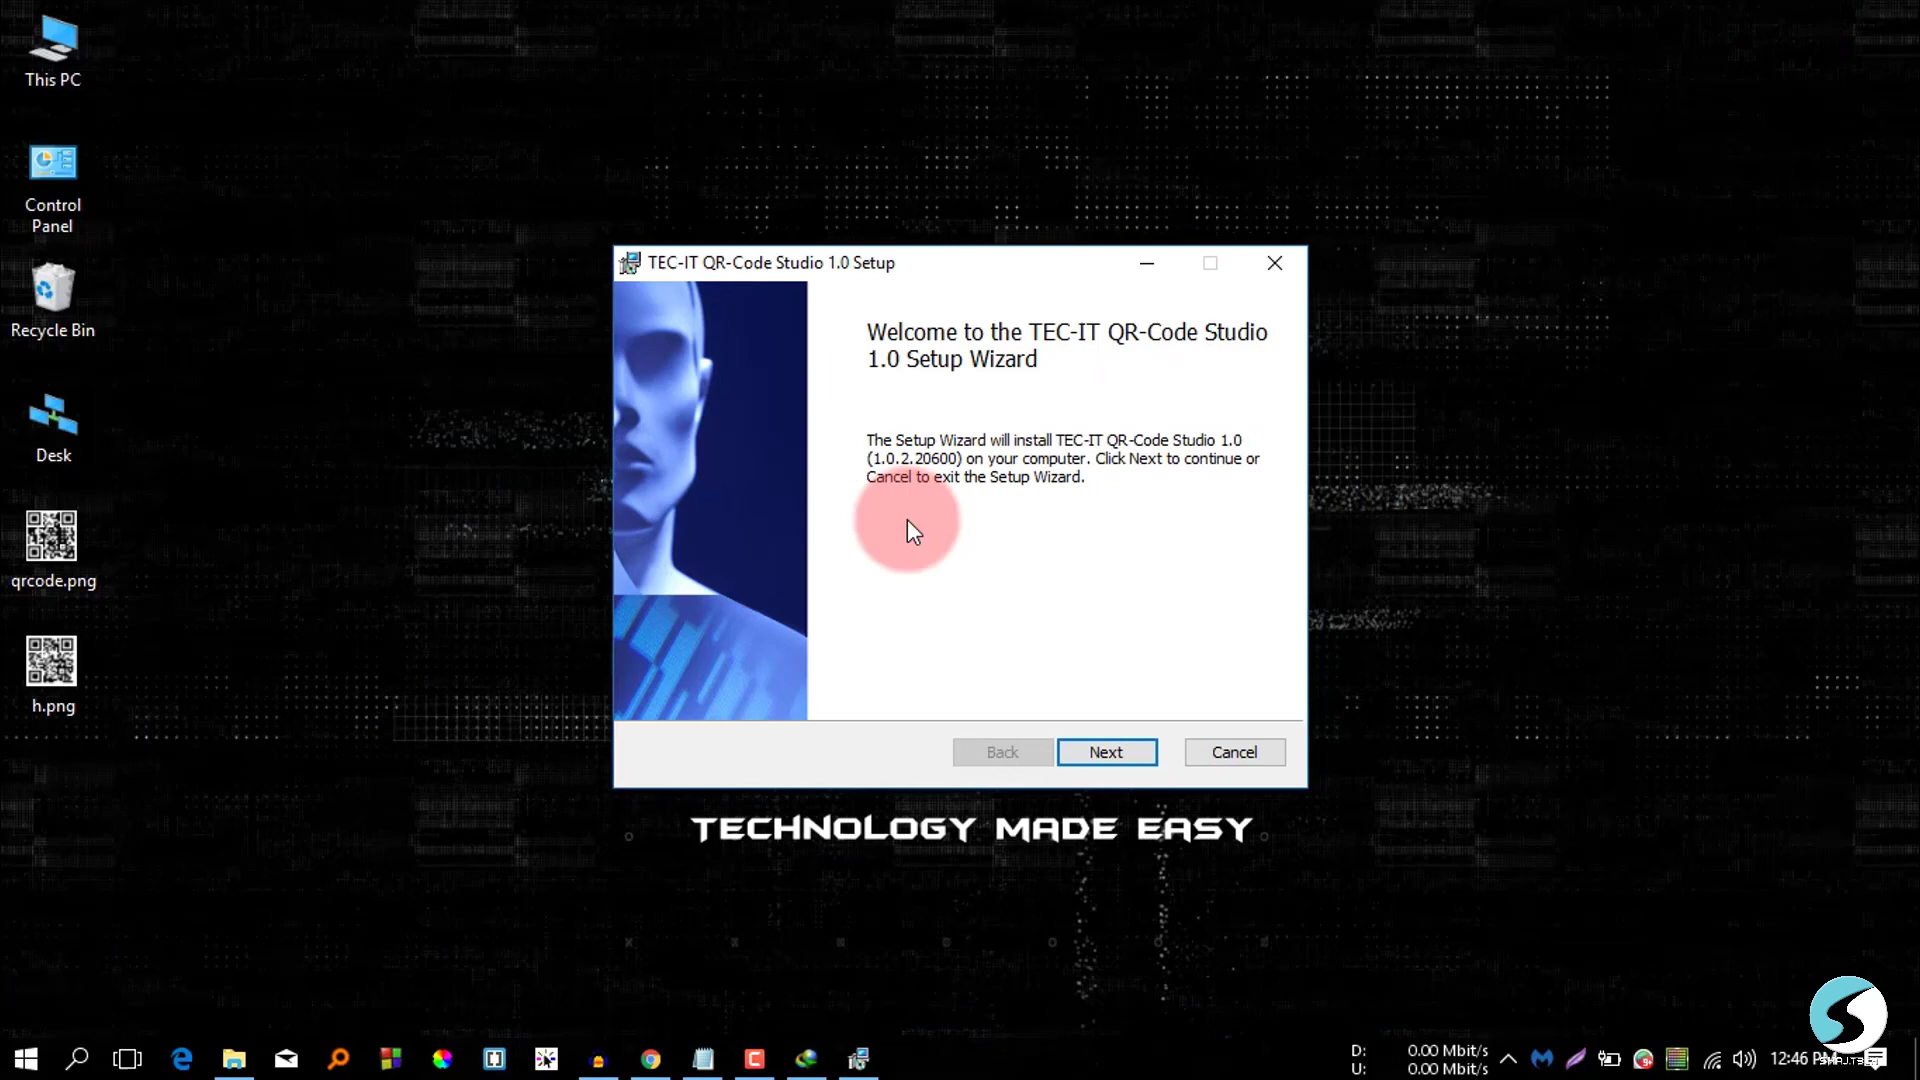 This PC
Control
Panel
Recycle Bin
Desk
qrcode.png
h.png
TEC-IT QR-Code Studio 1.0 Setup
Welcome to the TEC-IT QR-Code Studio
1.0 Setup Wizard
The Setup Wizard will install TEC-IT QR-Code Studio 1.0
(1.0.2.20600) on your computer. Click Next to continue or
Cancel to exit the Setup Wizard.
Back
Next
Cancel
TECHNOLOGY MADE EASY
D: 0.00 Mbit/s
U: 0.00 Mbit/s
12:46 PM